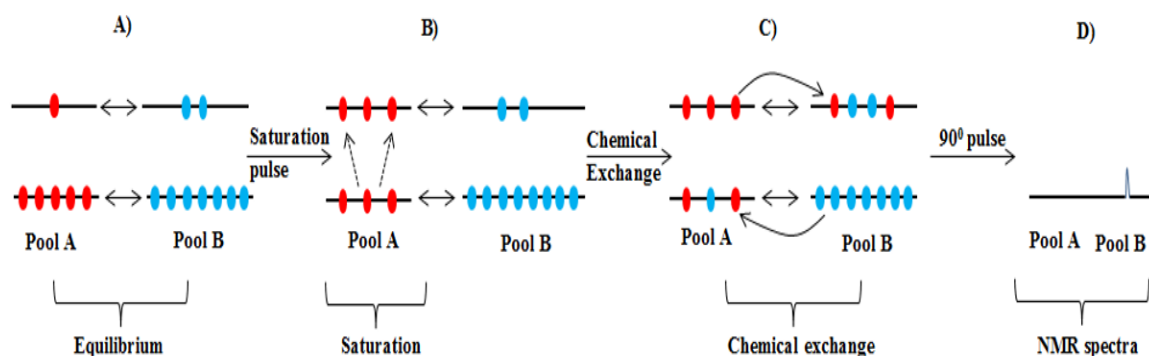 A)
B)
C)
D)
Saturation
pulse
Chemical
Exchange
90⁰ pulse
Pool A
Pool B
Pool A
Pool B
Pool A
Pool B
Pool A
Pool B
Equilibrium
Saturation
Chemical exchange
NMR spectra